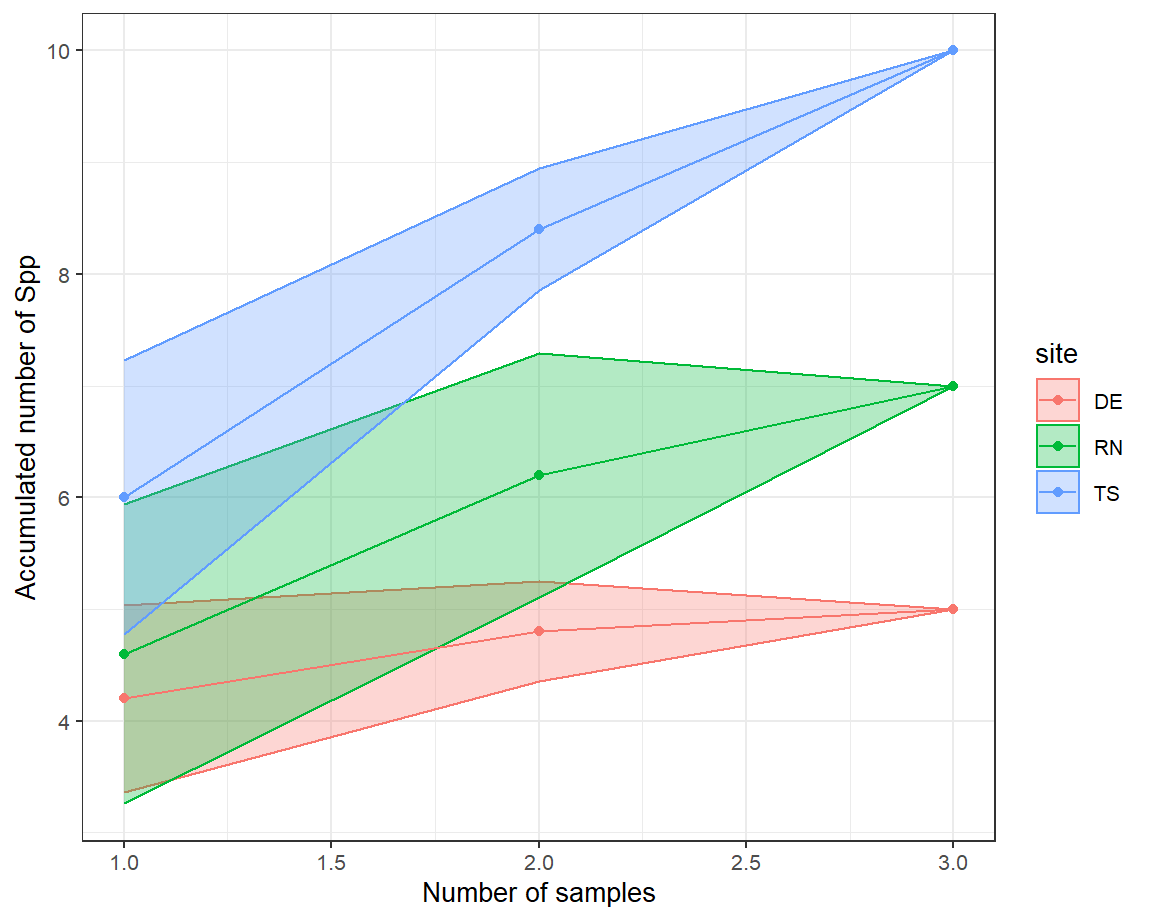 10
8
6
4
Accumulated number of Spp
1.0 1.5 2.0 2.5 3.0
Number of samples
site
DE
RN
TS